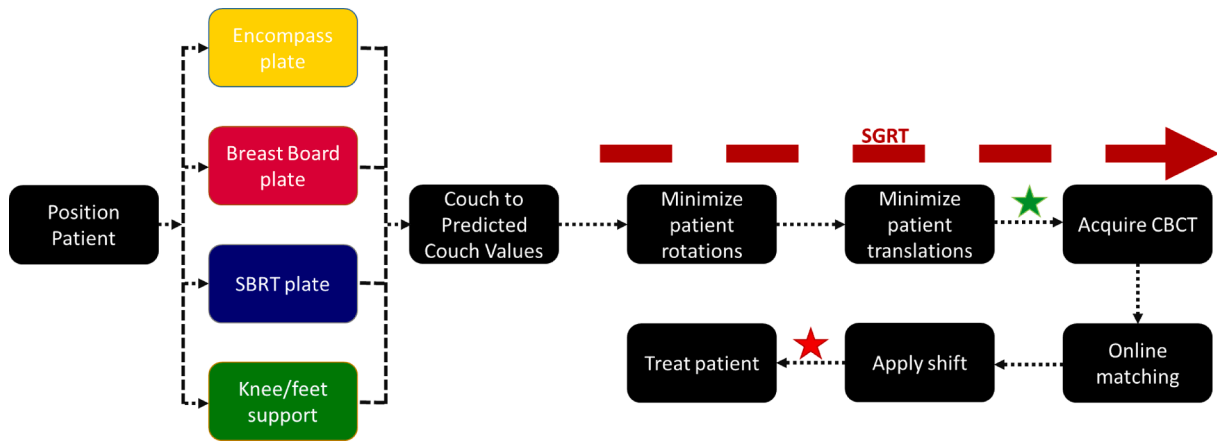 Position
Patient
Encompass
plate
Breast Board
plate
SBRT plate
Knee/feet
support
Couch to
Predicted
Couch Values
SGRT
Minimize
patient
rotations
Minimize
patient
translations
Acquire CBCT
Online
matching
Apply shift
Treat patient